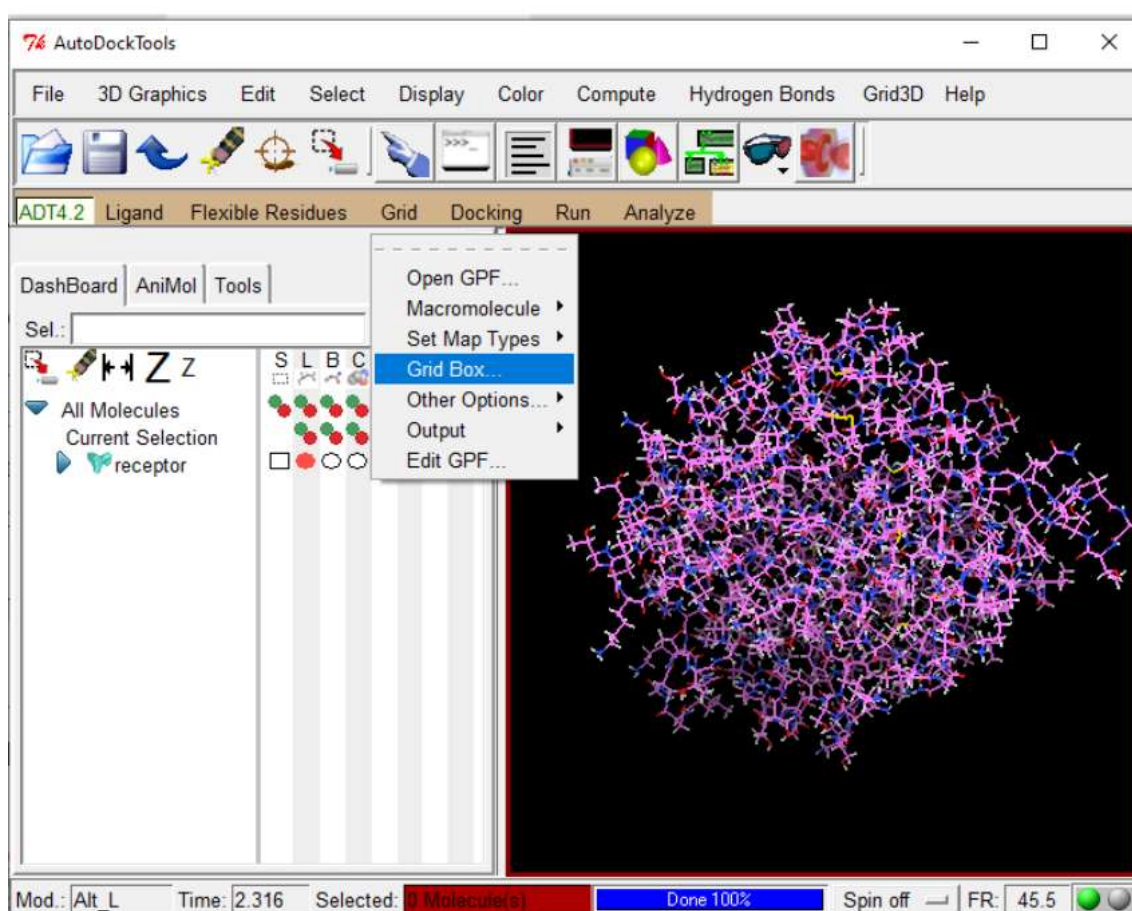 AutoDockTools
File 3D Graphics Edit Select Display Color Compute Hydrogen Bonds Grid3D Help
>>>_
ADT4.2 Ligand Flexible Residues Grid Docking Run Analyze
DashBoard AniMol Tools
Sel.:
S L B C
Z Z
All Molecules
Current Selection
receptor
Open GPF...
Macromolecule
Set Map Types
Grid Box...
Other Options...
Output
Edit GPF...
Mod.: Alt_L Time: 2.316 Selected: 0 Molecule(s) Done 100% Spin off FR: 45.5